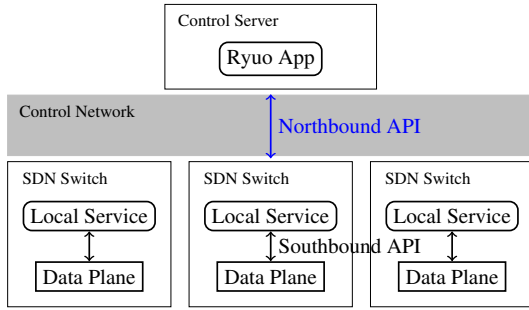 Control Server
Ryuo App
Control Network
Northbound API
SDN Switch
SDN Switch
SDN Switch
Local Service
Local Service
Local Service
Southbound API
Data Plane
Data Plane
Data Plane